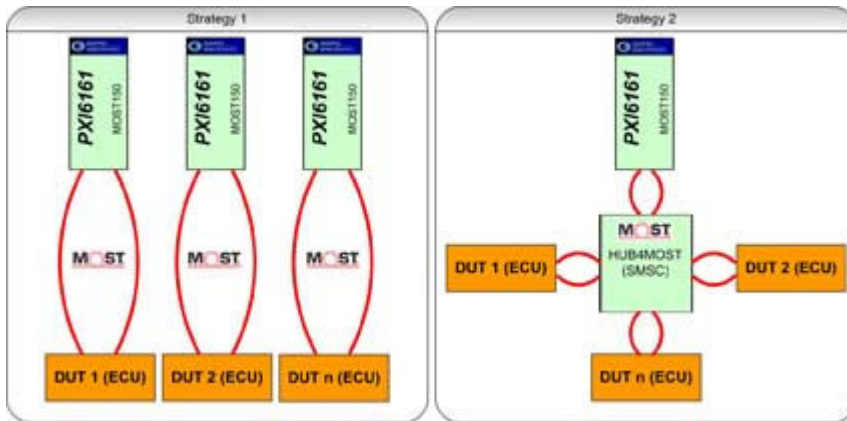 Strategy 1
PXI6161
MOST150
PXI6161
MOST150
PXI6161
MOST150
MOST
MOST
MOST
DUT 1 (ECU)
DUT 2 (ECU)
DUT n (ECU)
Strategy 2
PXI6161
MOST150
MOST
HUB4MOST
(SMSC)
DUT 1 (ECU)
DUT 2 (ECU)
DUT n (ECU)